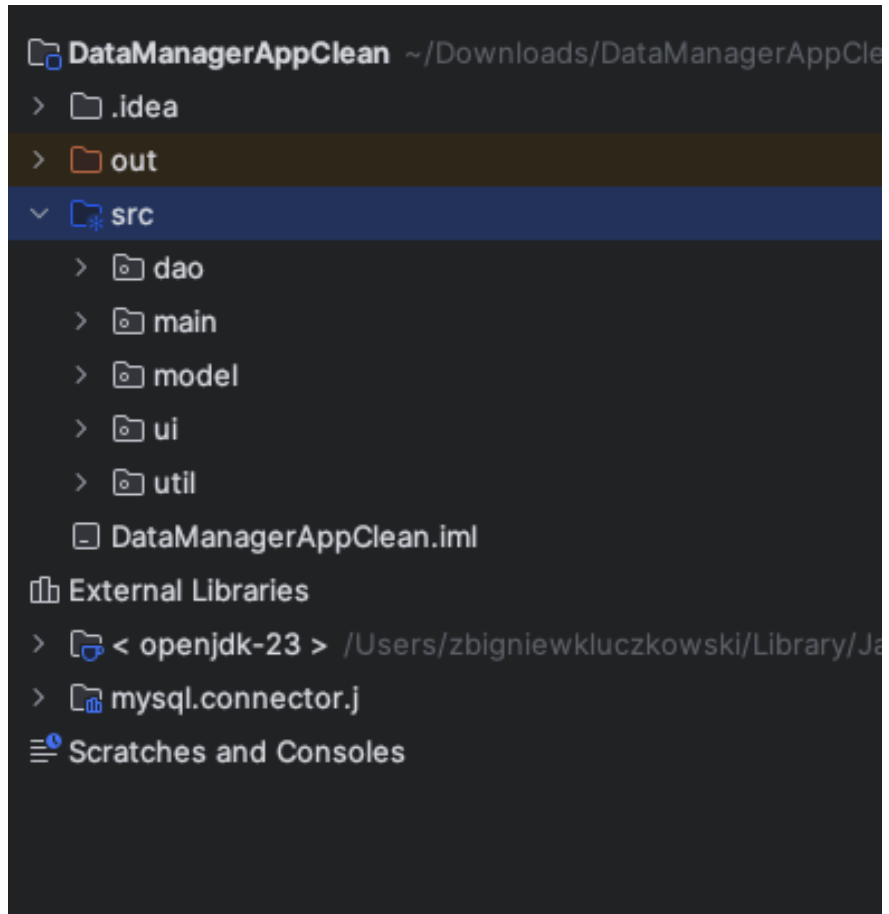 DataManagerAppClean ~/Downloads/DataManagerAppCle
.idea
out
src
dao
main
model
ui
util
DataManagerAppClean.iml
External Libraries
< openjdk-23 > /Users/zbigniewkluczkowski/Library/Ja
mysql.connector.j
Scratches and Consoles